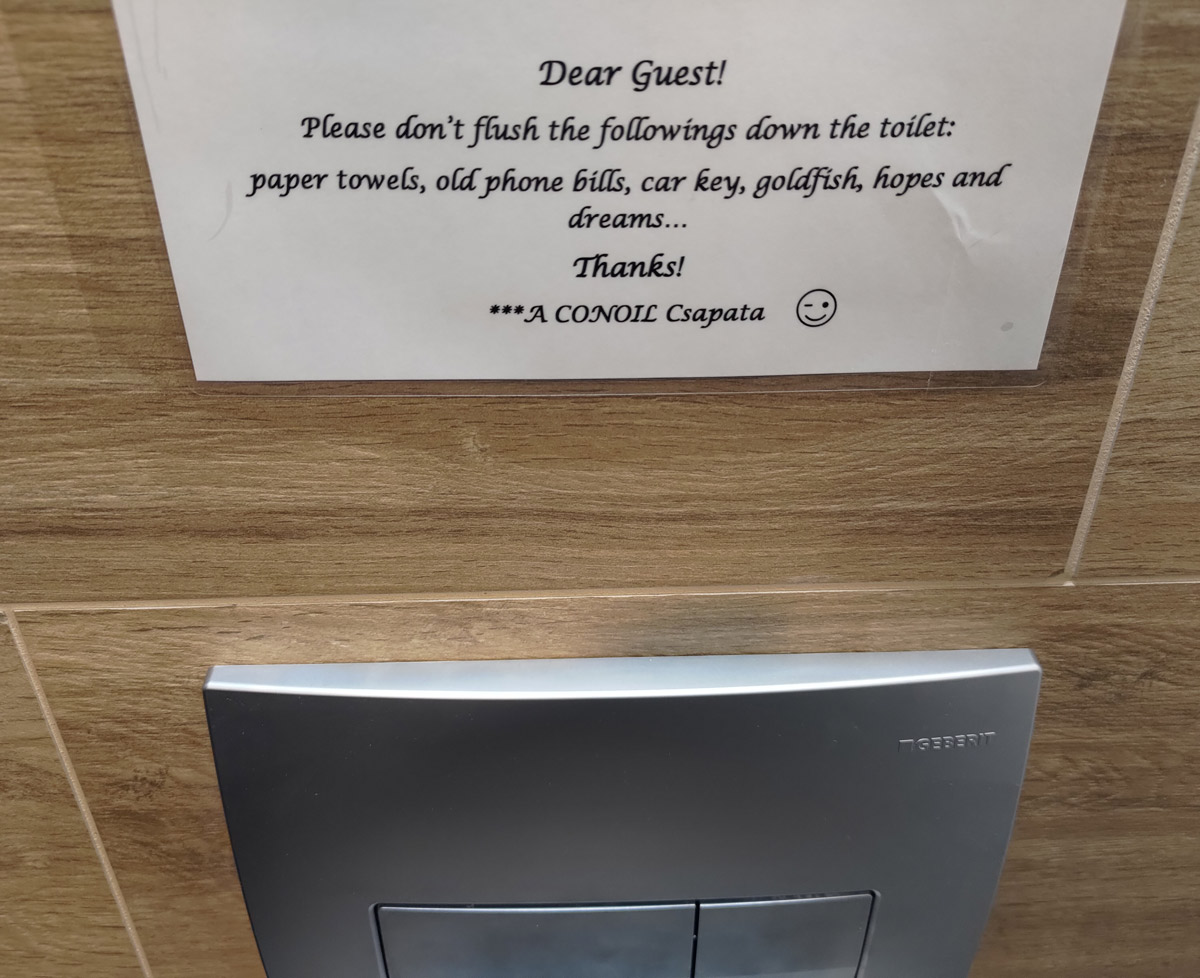 Dear Guest!
Please don't flush the followings down the toilet:
paper towels, old phone bills, car key, goldfish, hopes and
dreams...
Thanks!
***A CONOIL Csapata
GEBERIT